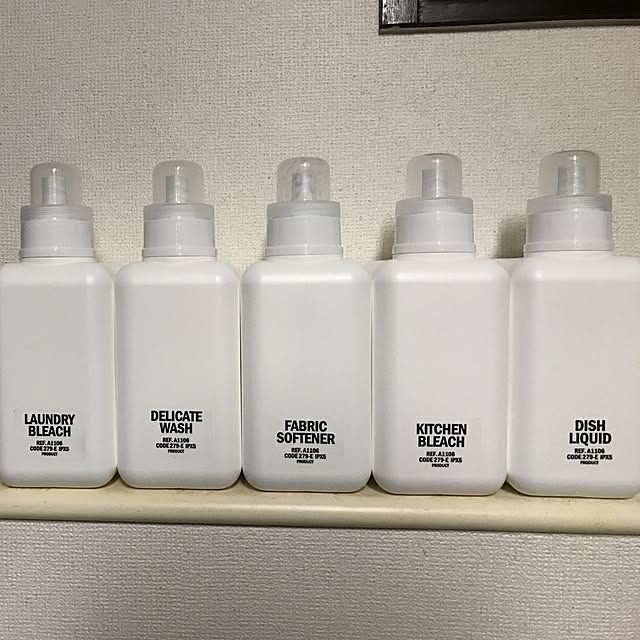 LAUNDRY
BLEACH
REF. A1106
CODE 279-E IPX5
PRODUCT
DELICATE
WASH
REF. A1106
CODE 279-E IPX5
PRODUCT
FABRIC
SOFTENER
REF. A1106
CODE 279-E IPX5
PRODUCT
KITCHEN
BLEACH
REF. A1106
CODE 279-E IPX5
PRODUCT
DISH
LIQUID
REF. A1106
CODE 279-E IPX5
PRODUCT